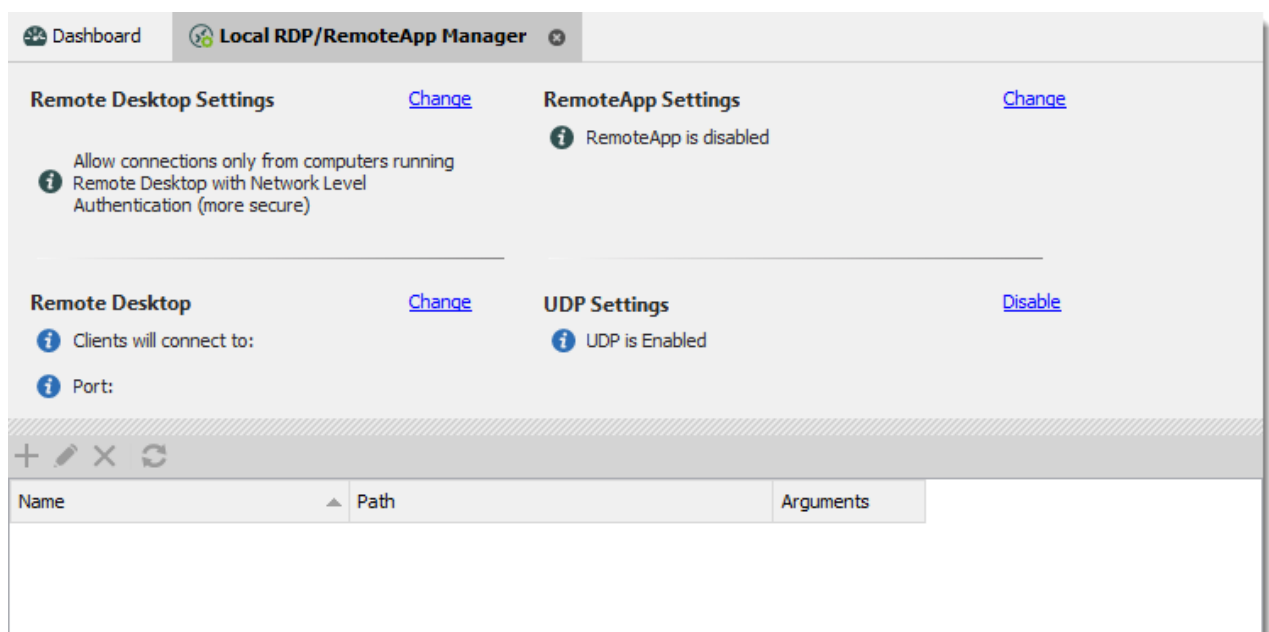 Dashboard
Local RDP/RemoteApp Manager
Remote Desktop Settings
Change
Allow connections only from computers running
Remote Desktop with Network Level
Authentication (more secure)
RemoteApp Settings
Change
RemoteApp is disabled
Remote Desktop
Change
Clients will connect to:
Port:
UDP Settings
Disable
UDP is Enabled
Name
Path
Arguments